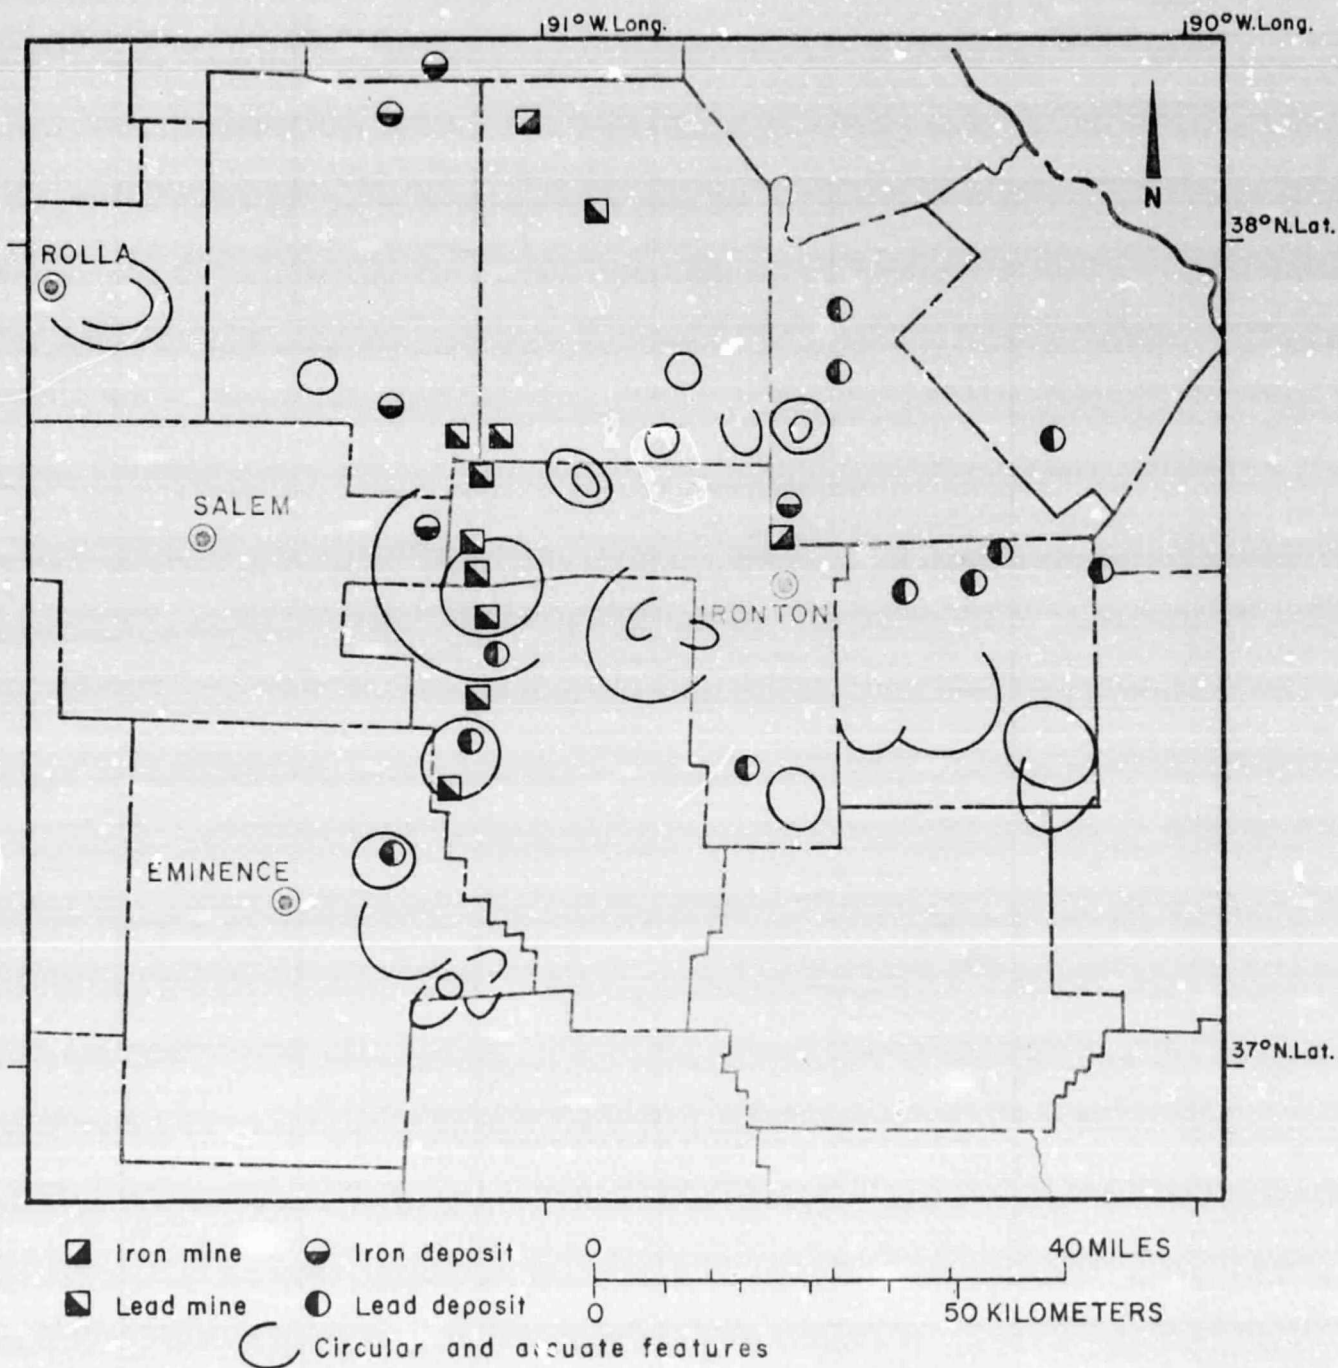 91° W. Long.
90° W. Long.
N
38° N. Lat.
ROLLA
SALEM
IRONTON
EMINENCE
37° N. Lat.
Iron mine
Iron deposit
0 40 MILES
Lead mine
Lead deposit
0 50 KILOMETERS
Circular and arcuate features